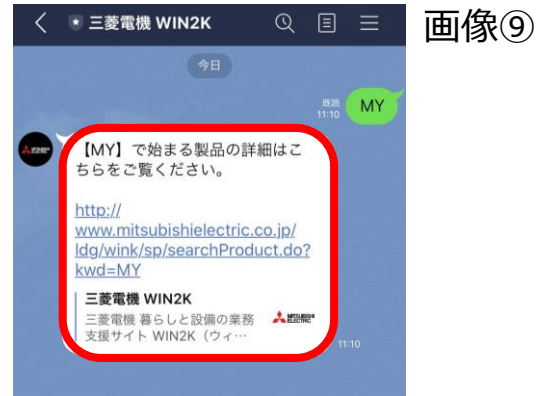 三菱電機 WIN2K
画像⑨
今日
既読
11:10
MY
【MY】で始まる製品の詳細はこ
ちらをご覧ください。
http://
www.mitsubishielectric.co.jp/
ldg/wink/sp/searchProduct.do?
kwd=MY
三菱電機 WIN2K
三菱電機 暮らしと設備の業務
支援サイト WIN2K（ウィ…
MITSUBISHI
ELECTRIC
11:10